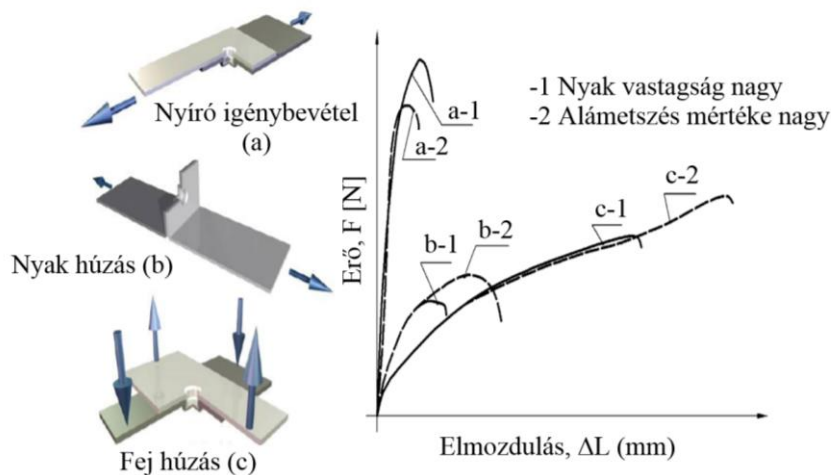 Nyíró igénybevétel
(a)
Nyak húzás (b)
Fej húzás (c)
Erő, F [N]
a-1
a-2
b-1
b-2
c-1
c-2
-1 Nyak vastagság nagy
-2 Alámetszés mértéke nagy
Elmozdulás, ΔL (mm)